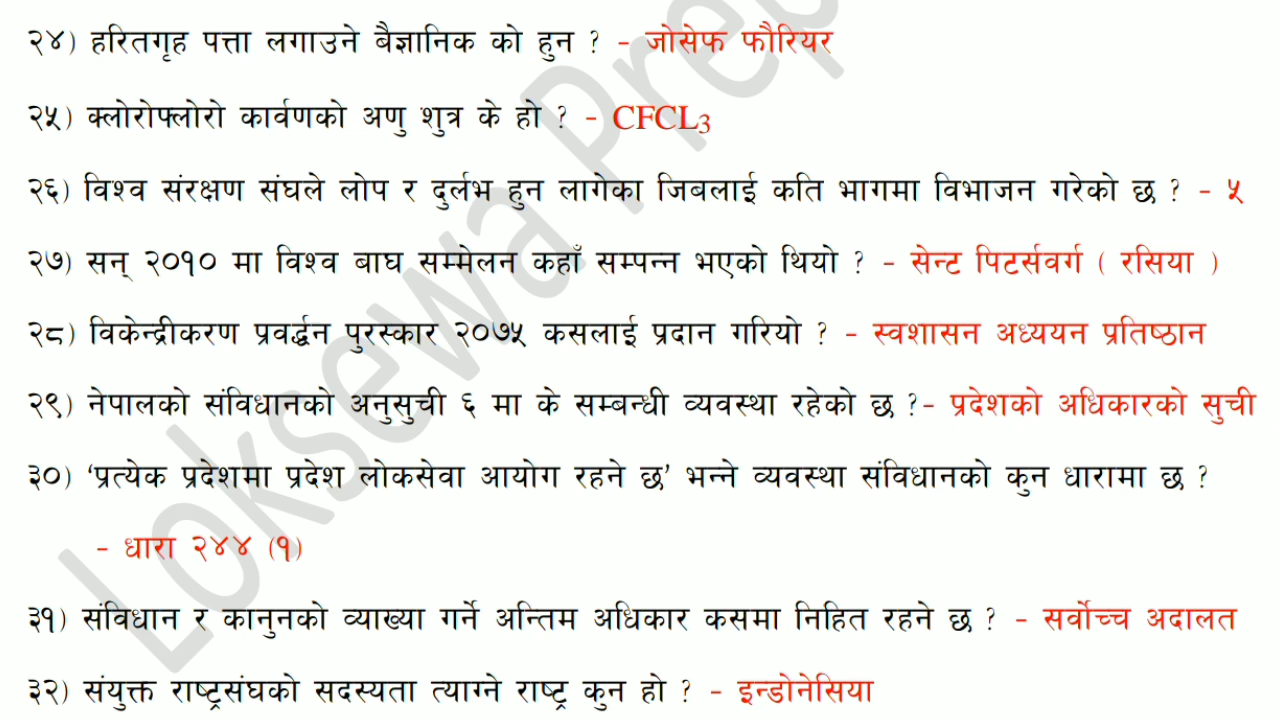 २४) हरितगृह पत्ता लगाउने बैज्ञानिक को हुन ? - जोसेफ फौरियर
२५) क्लोरोफ्लोरो कार्वणको अणु शुत्र के हो ? - CFCL3
२६) विश्व संरक्षण संघले लोप र दुर्लभ हुन लागेका जिबलाई कति भागमा विभाजन गरेको छ ? - ५
२७) सन् २०१० मा विश्व बाघ सम्मेलन कहाँ सम्पन्न भएको थियो ? - सेन्ट पिटर्सवर्ग ( रसिया )
२८) विकेन्द्रीकरण प्रवर्द्धन पुरस्कार २०७५ कसलाई प्रदान गरियो ? - स्वशासन अध्ययन प्रतिष्ठान
२९) नेपालको संविधानको अनुसुची ६ मा के सम्बन्धी व्यवस्था रहेको छ ?- प्रदेशको अधिकारको सुची
३०) ‘प्रत्येक प्रदेशमा प्रदेश लोकसेवा आयोग रहने छ’ भन्ने व्यवस्था संविधानको कुन धारामा छ ?
- धारा २४४ (१)
३१) संविधान र कानुनको व्याख्या गर्ने अन्तिम अधिकार कसमा निहित रहने छ ? - सर्वोच्च अदालत
३२) संयुक्त राष्ट्रसंघको सदस्यता त्याग्ने राष्ट्र कुन हो ? - इन्डोनेसिया
Loksewa Prep